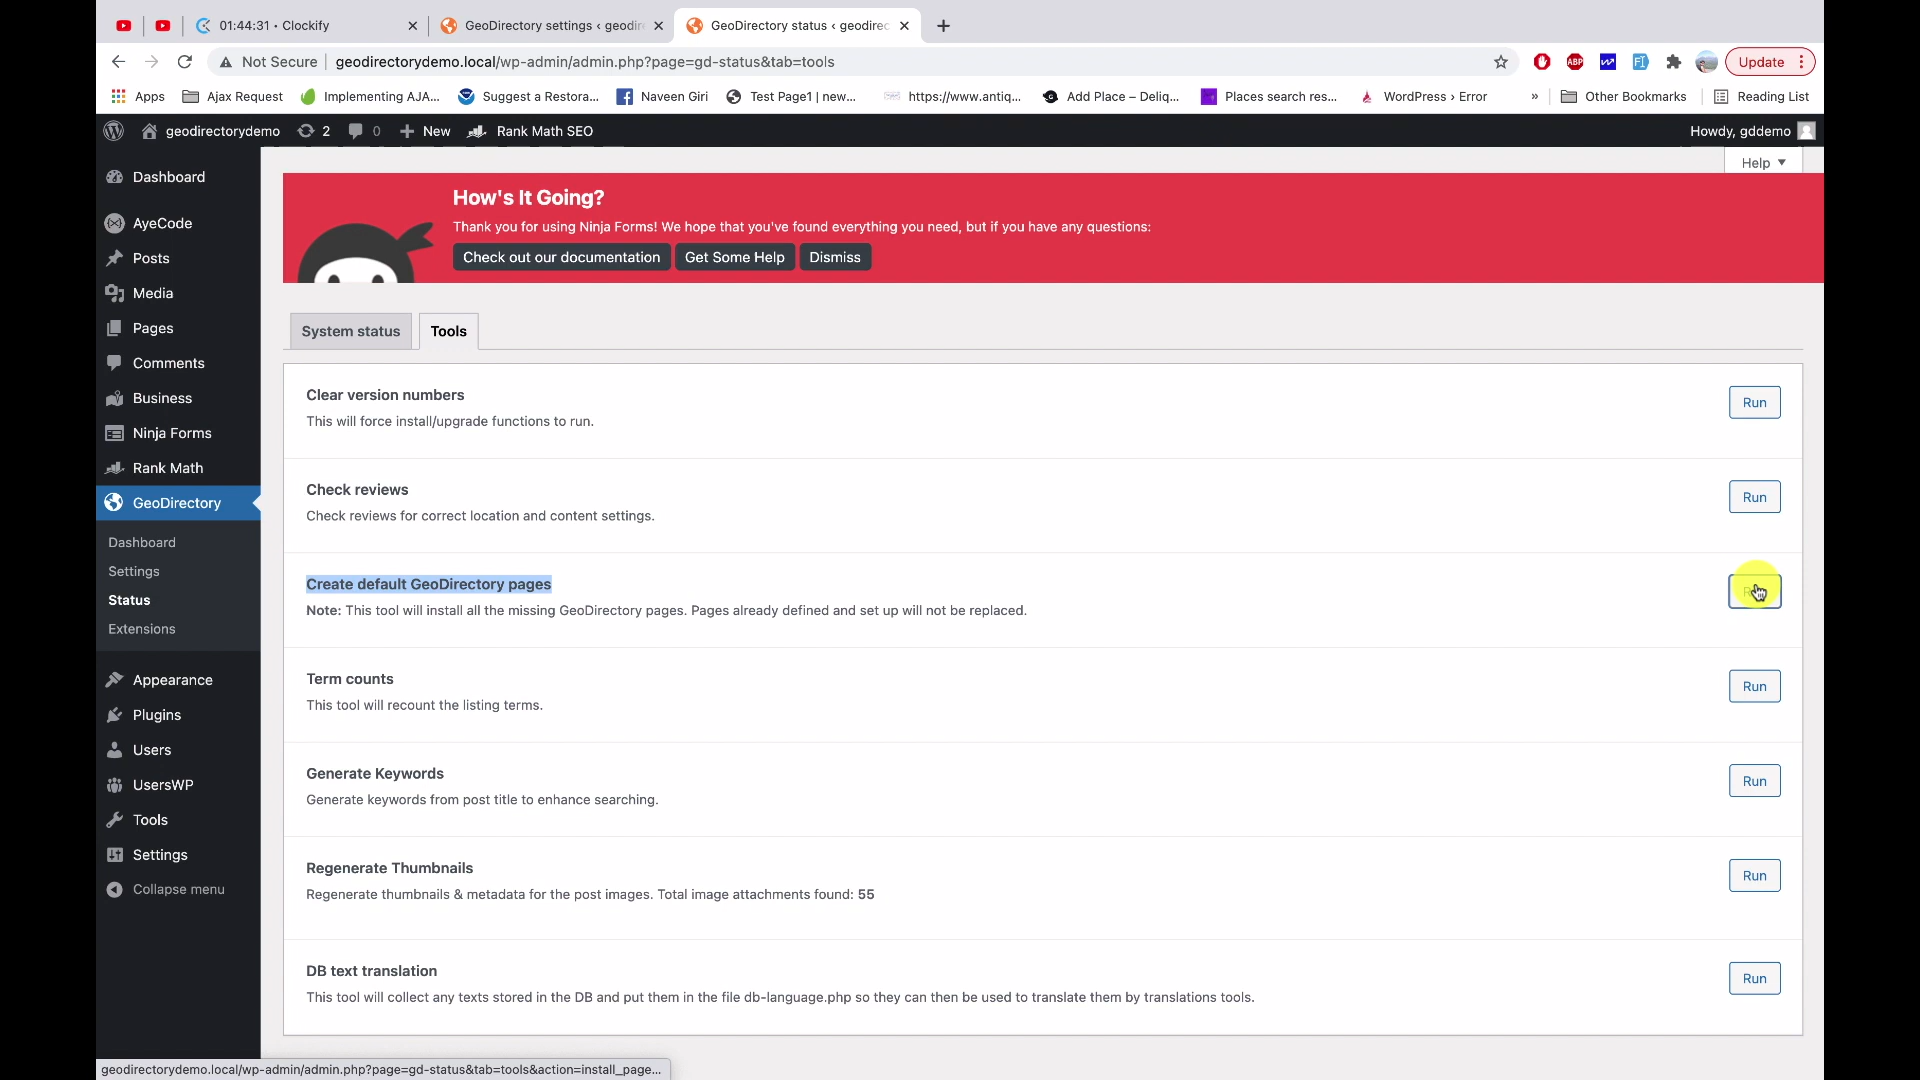 01:44:31 • Clockify
GeoDirectory settings ‹ geodire
GeoDirectory status ‹ geodirec
Not Secure
geodirectorydemo.local/wp-admin/admin.php?page=gd-status&tab=tools
ABP
Update
Apps
Ajax Request
Implementing AJA...
Suggest a Restora...
Naveen Giri
Test Page1 | new...
https://www.antiq...
Add Place – Deliq...
Places search res...
WordPress › Error
»
Other Bookmarks
Reading List
geodirectorydemo
2
0
New
Rank Math SEO
Howdy, gddemo
Help
Dashboard
AyeCode
Posts
Media
Pages
Comments
Business
Ninja Forms
Rank Math
GeoDirectory
Dashboard
Settings
Status
Extensions
Appearance
Plugins
Users
UsersWP
Tools
Settings
Collapse menu
How's It Going?
Thank you for using Ninja Forms! We hope that you've found everything you need, but if you have any questions:
Check out our documentation
Get Some Help
Dismiss
System status
Tools
Clear version numbers
This will force install/upgrade functions to run.
Run
Check reviews
Check reviews for correct location and content settings.
Run
Create default GeoDirectory pages
Note: This tool will install all the missing GeoDirectory pages. Pages already defined and set up will not be replaced.
Term counts
This tool will recount the listing terms.
Run
Generate Keywords
Generate keywords from post title to enhance searching.
Run
Regenerate Thumbnails
Regenerate thumbnails & metadata for the post images. Total image attachments found: 55
Run
DB text translation
This tool will collect any texts stored in the DB and put them in the file db-language.php so they can then be used to translate them by translations tools.
Run
geodirectorydemo.local/wp-admin/admin.php?page=gd-status&tab=tools&action=install_page...